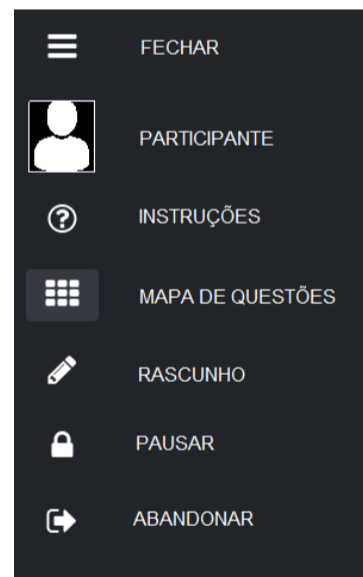 FECHAR
PARTICIPANTE
INSTRUÇÕES
MAPA DE QUESTÕES
RASCUNHO
PAUSAR
ABANDONAR